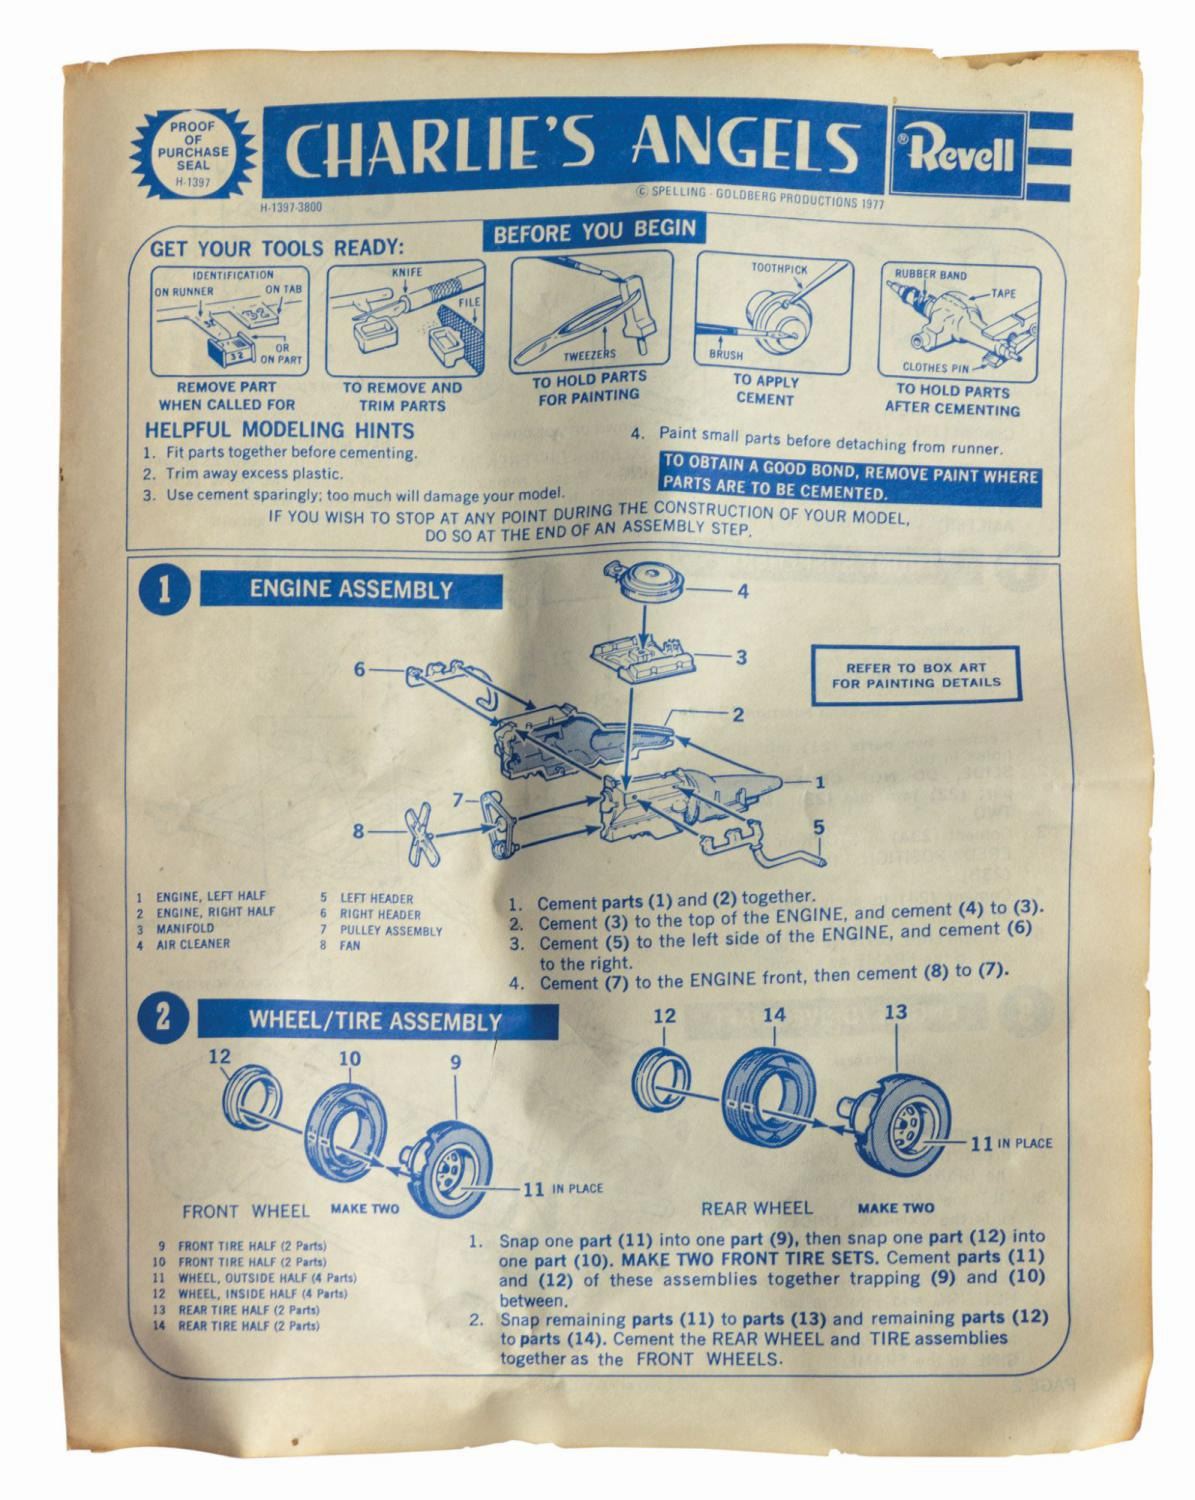 PROOF
OF
PURCHASE
SEAL
H-1397
CHARLIE'S ANGELS
® Revell
H-1397-3800
© SPELLING - GOLDBERG PRODUCTIONS 1977
BEFORE YOU BEGIN
GET YOUR TOOLS READY:
IDENTIFICATION
ON RUNNER
ON TAB
32
32
OR
ON PART
REMOVE PART
WHEN CALLED FOR
KNIFE
FILE
TO REMOVE AND
TRIM PARTS
TWEEZERS
TO HOLD PARTS
FOR PAINTING
TOOTHPICK
BRUSH
TO APPLY
CEMENT
RUBBER BAND
TAPE
CLOTHES PIN
TO HOLD PARTS
AFTER CEMENTING
HELPFUL MODELING HINTS
1. Fit parts together before cementing.
2. Trim away excess plastic.
3. Use cement sparingly; too much will damage your model.
4. Paint small parts before detaching from runner.
TO OBTAIN A GOOD BOND, REMOVE PAINT WHERE
PARTS ARE TO BE CEMENTED.
IF YOU WISH TO STOP AT ANY POINT DURING THE CONSTRUCTION OF YOUR MODEL,
DO SO AT THE END OF AN ASSEMBLY STEP.
1 ENGINE ASSEMBLY
4
3
6
2
1
7
8
5
REFER TO BOX ART
FOR PAINTING DETAILS
1 ENGINE, LEFT HALF
2 ENGINE, RIGHT HALF
3 MANIFOLD
4 AIR CLEANER
5 LEFT HEADER
6 RIGHT HEADER
7 PULLEY ASSEMBLY
8 FAN
1. Cement parts (1) and (2) together.
2. Cement (3) to the top of the ENGINE, and cement (4) to (3).
3. Cement (5) to the left side of the ENGINE, and cement (6)
to the right.
4. Cement (7) to the ENGINE front, then cement (8) to (7).
2 WHEEL/TIRE ASSEMBLY
12
10
9
11 IN PLACE
FRONT WHEEL MAKE TWO
12
14
13
11 IN PLACE
REAR WHEEL MAKE TWO
9 FRONT TIRE HALF (2 Parts)
10 FRONT TIRE HALF (2 Parts)
11 WHEEL, OUTSIDE HALF (4 Parts)
12 WHEEL, INSIDE HALF (4 Parts)
13 REAR TIRE HALF (2 Parts)
14 REAR TIRE HALF (2 Parts)
1. Snap one part (11) into one part (9), then snap one part (12) into
one part (10). MAKE TWO FRONT TIRE SETS. Cement parts (11)
and (12) of these assemblies together trapping (9) and (10)
between.
2. Snap remaining parts (11) to parts (13) and remaining parts (12)
to parts (14). Cement the REAR WHEEL and TIRE assemblies
together as the FRONT WHEELS.
PAGE 2